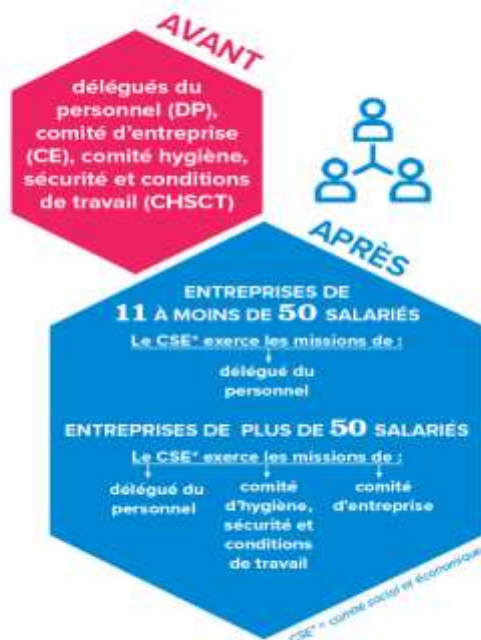 AVANT
délégués du
personnel (DP),
comité d'entreprise
(CE), comité hygiène,
sécurité et conditions
de travail (CHSCT)
APRÈS
ENTREPRISES DE
11 À MOINS DE 50 SALARIÉS
Le CSE* exerce les missions de :
délégué du
personnel
ENTREPRISES DE PLUS DE 50 SALARIÉS
Le CSE* exerce les missions de :
délégué du
personnel
comité
d'hygiène,
sécurité et
conditions
de travail
comité
d'entreprise
CSE* = comité social et économique